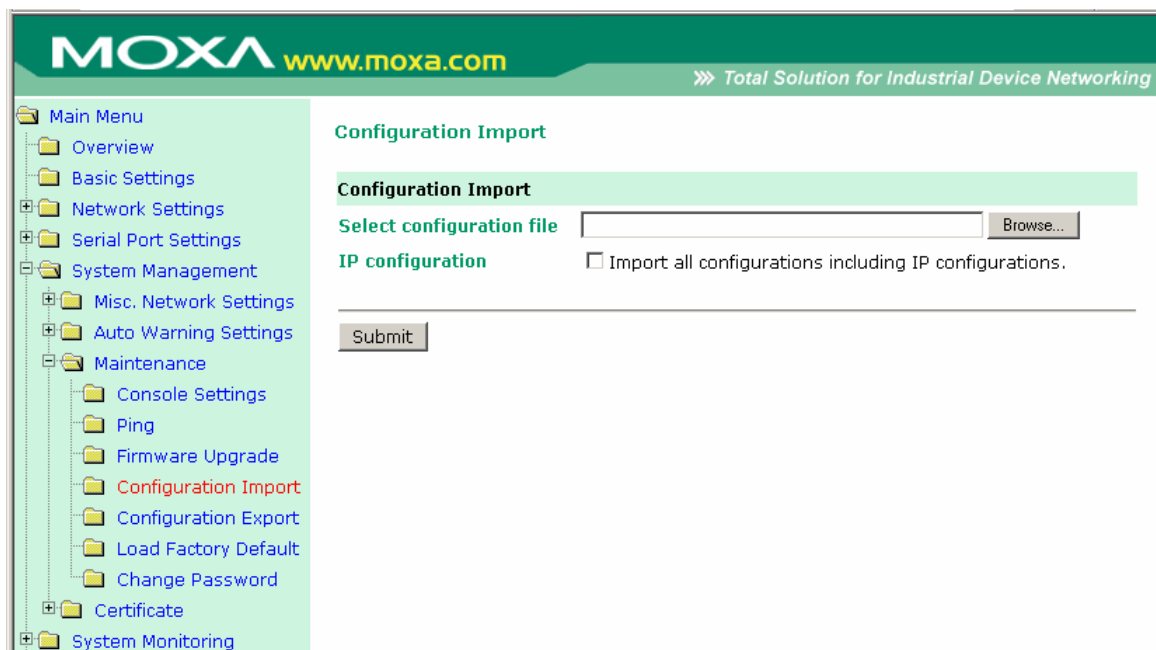 MOXA www.moxa.com
Total Solution for Industrial Device Networking
Main Menu
Overview
Basic Settings
Network Settings
Serial Port Settings
System Management
Misc. Network Settings
Auto Warning Settings
Maintenance
Console Settings
Ping
Firmware Upgrade
Configuration Import
Configuration Export
Load Factory Default
Change Password
Certificate
System Monitoring
Configuration Import
Configuration Import
Select configuration file Browse...
IP configuration Import all configurations including IP configurations.
Submit